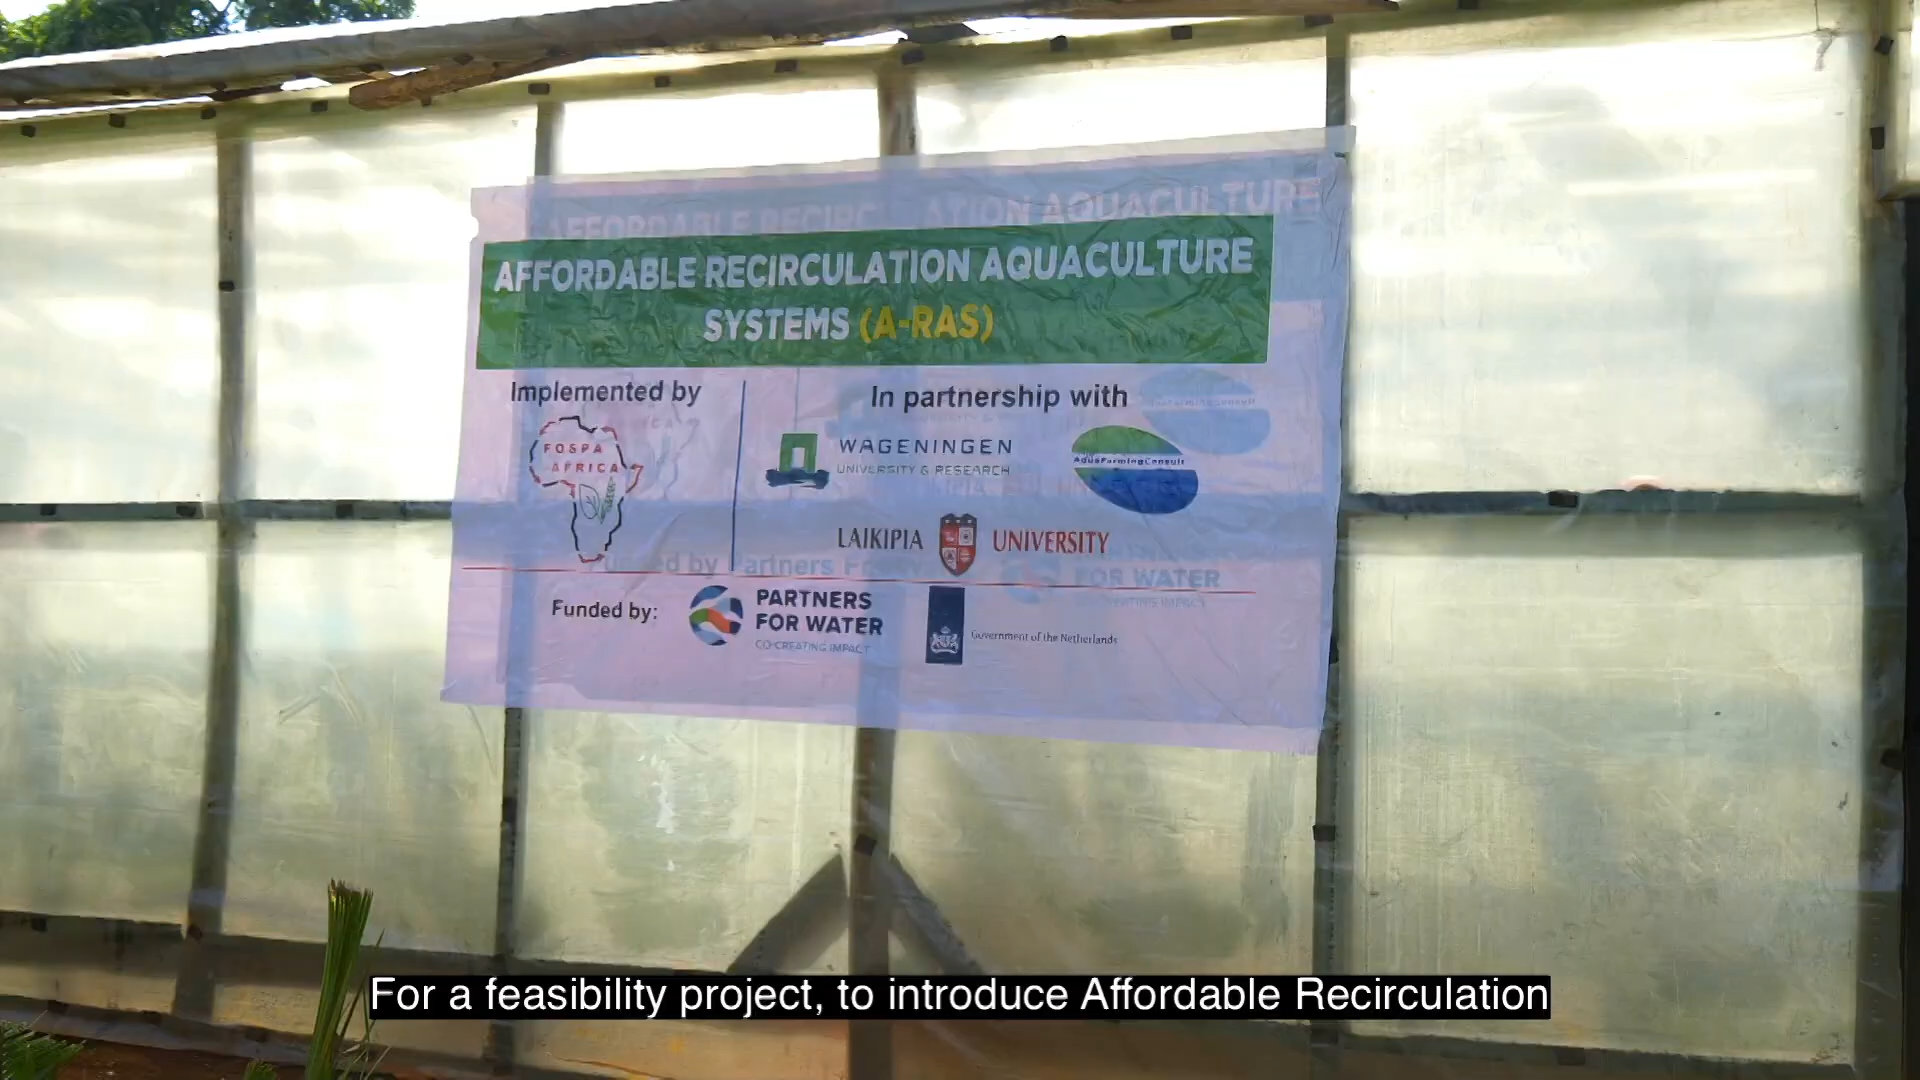 AFFORDABLE RECIRCULATION AQUACULTURE
SYSTEMS (A-RAS)
Implemented by
FOSPA
AFRICA
In partnership with
WAGENINGEN
UNIVERSITY & RESEARCH
AquaFarmingConsult
LAIKIPIA UNIVERSITY
Funded by:
PARTNERS
FOR WATER
CO-CREATING IMPACT
Government of the Netherlands
For a feasibility project, to introduce Affordable Recirculation